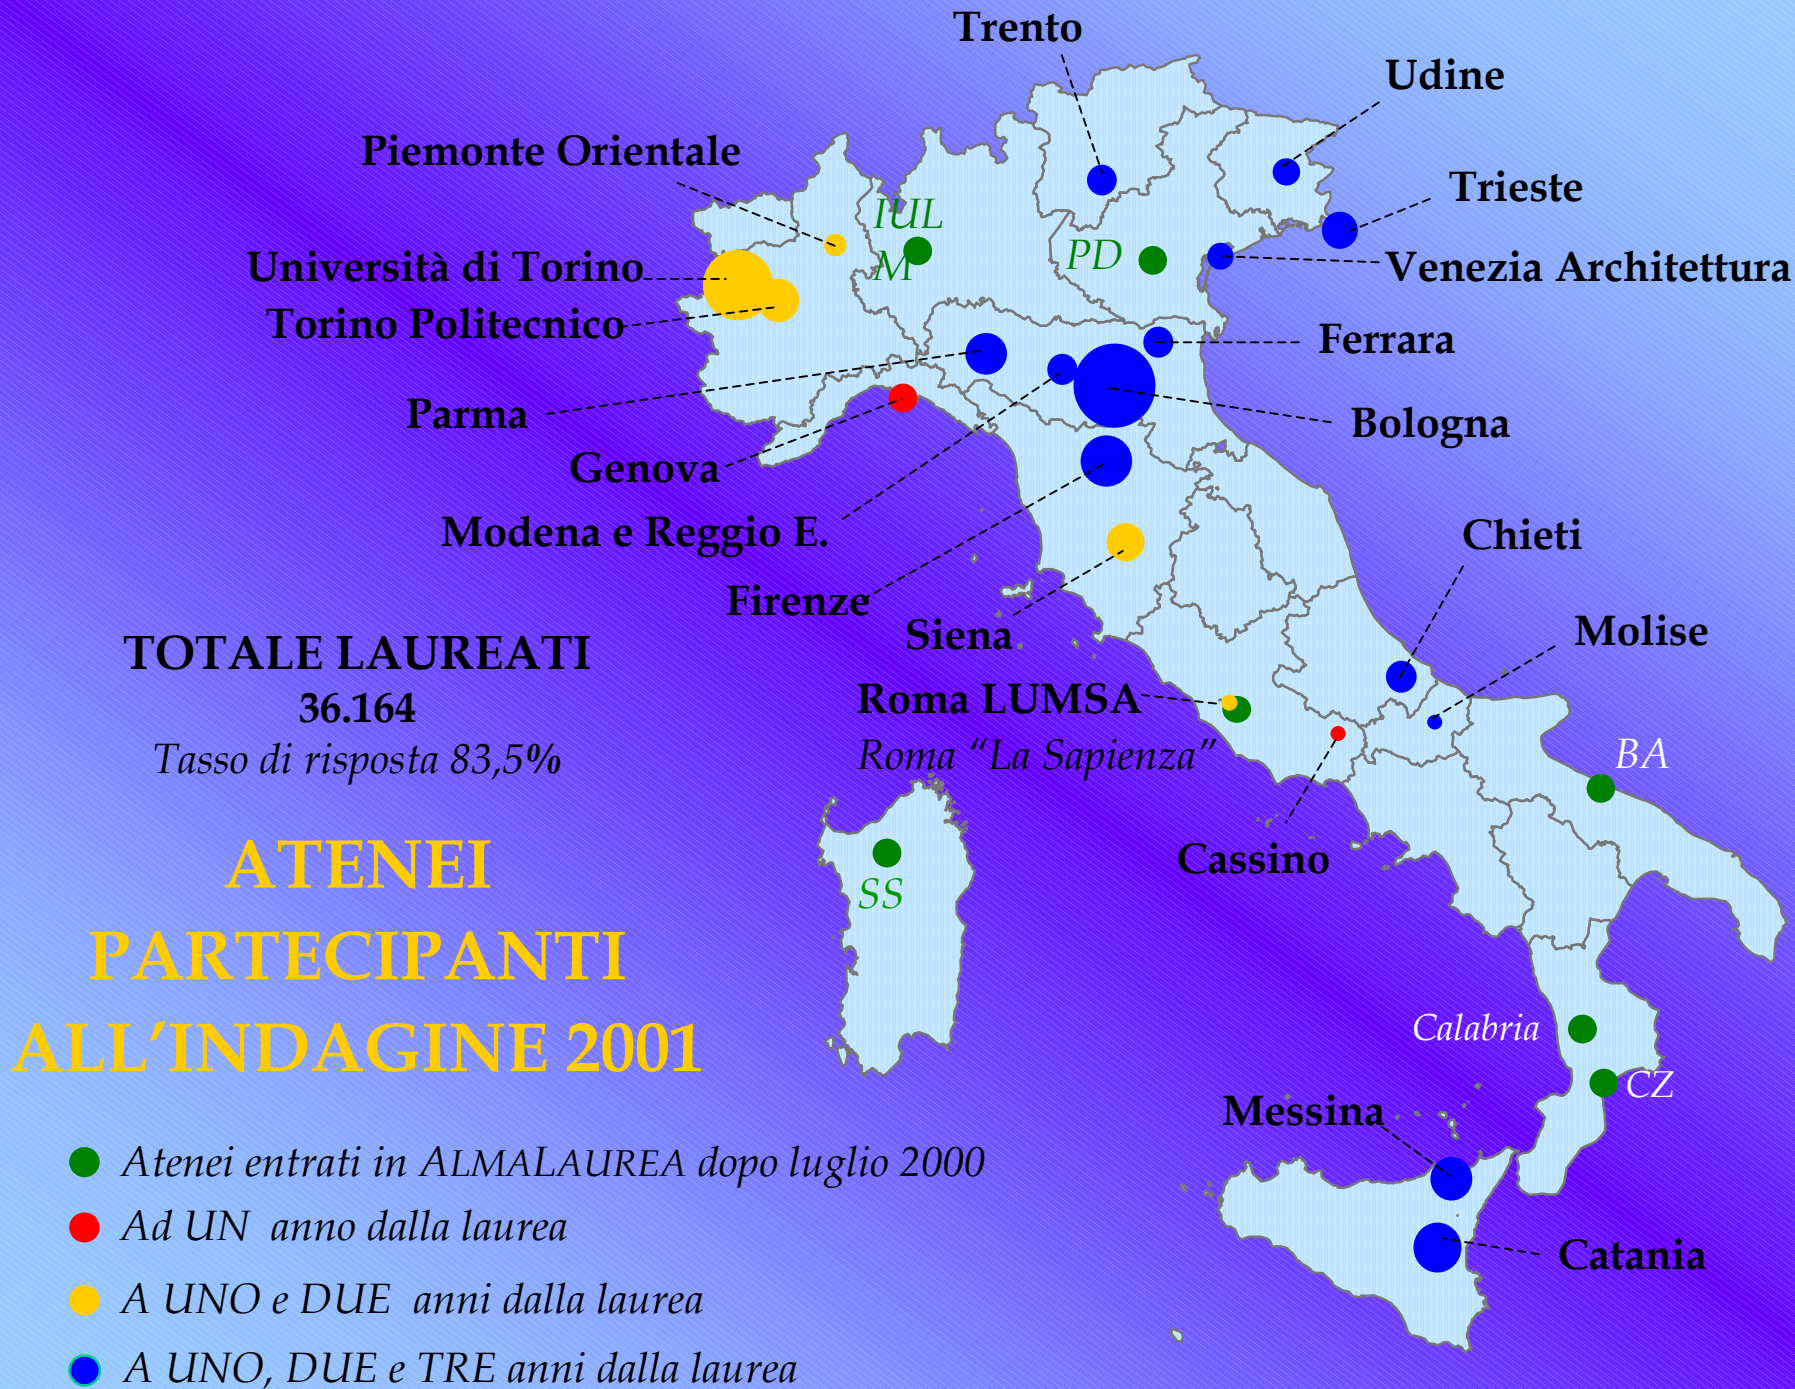 Trento
Udine
Piemonte Orientale
Trieste
IUL
M
PD
Università di Torino
Venezia Architettura
Torino Politecnico
Ferrara
Parma
Bologna
Genova
Modena e Reggio E.
Chieti
Firenze
Siena
Molise
TOTALE LAUREATI
36.164
Tasso di risposta 83,5%
Roma LUMSA
Roma “La Sapienza”
BA
Cassino
SS
ATENEI
PARTECIPANTI
ALL’INDAGINE 2001
Calabria
CZ
Messina
Catania
Atenei entrati in ALMALAUREA dopo luglio 2000
Ad UN anno dalla laurea
A UNO e DUE anni dalla laurea
A UNO, DUE e TRE anni dalla laurea